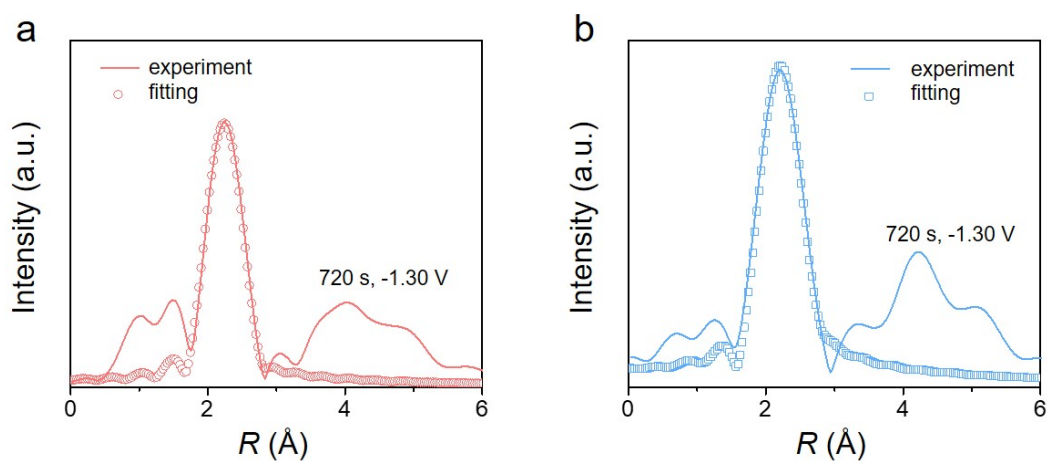 a
experiment
fitting
720 s, -1.30 V
Intensity (a.u.)
0 2 4 6
R (Å)
b
experiment
fitting
720 s, -1.30 V
Intensity (a.u.)
0 2 4 6
R (Å)